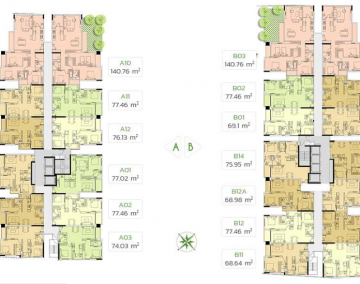 A10
140.76 m²
A11
77.46 m²
A12
76.13 m²
A01
77.02 m²
A02
77.46 m²
A03
74.03 m²
A B
B03
140.76 m²
B02
77.46 m²
B01
69.1 m²
B14
75.95 m²
B12A
68.98 m²
B12
77.46 m²
B11
68.64 m²